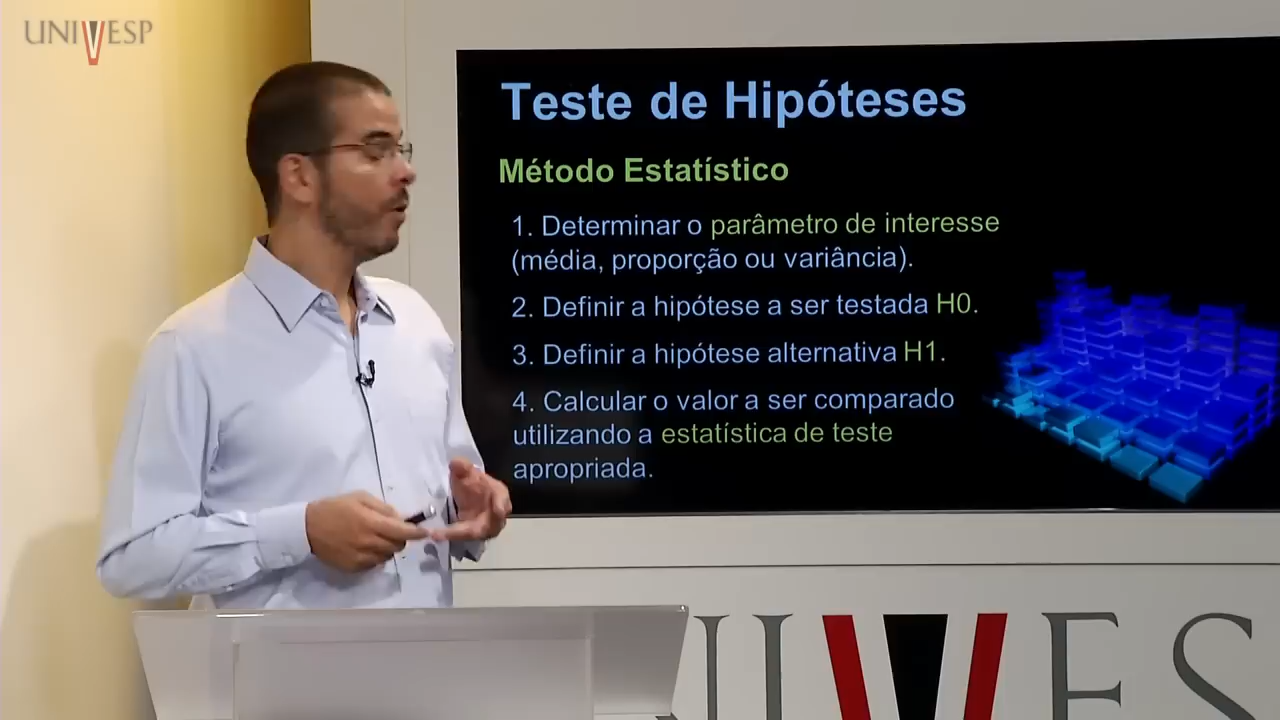 UNIVESP
Teste de Hipóteses
Método Estatístico
1. Determinar o parâmetro de interesse
(média, proporção ou variância).
2. Definir a hipótese a ser testada H0.
3. Definir a hipótese alternativa H1.
4. Calcular o valor a ser comparado
utilizando a estatística de teste
apropriada.
NIVES